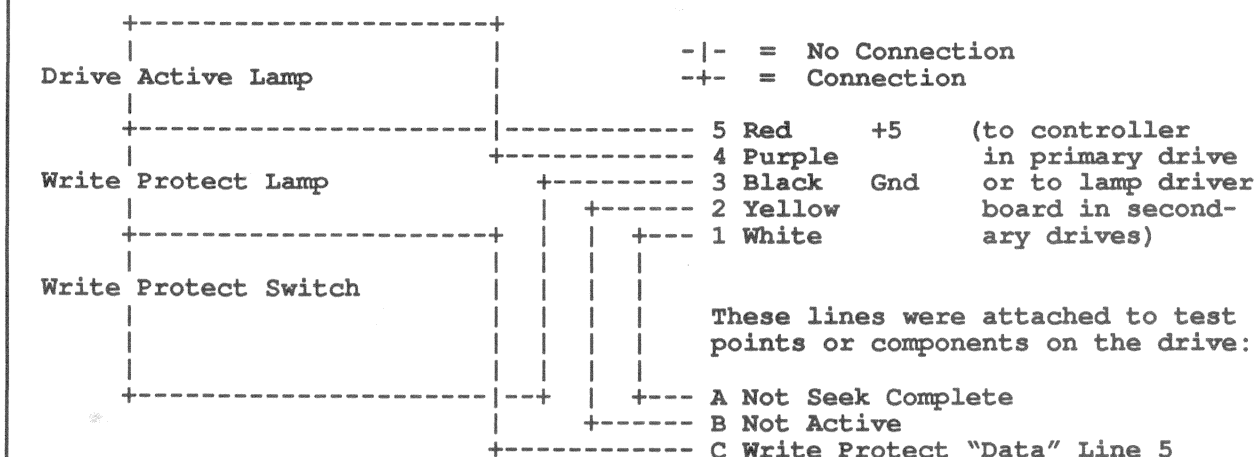 -|- = No Connection
Drive Active Lamp -+- = Connection
5 Red +5 (to controller
4 Purple in primary drive
Write Protect Lamp 3 Black Gnd or to lamp driver
2 Yellow board in second-
1 White ary drives)
Write Protect Switch
These lines were attached to test
points or components on the drive:
A Not Seek Complete
B Not Active
C Write Protect “Data” Line 5